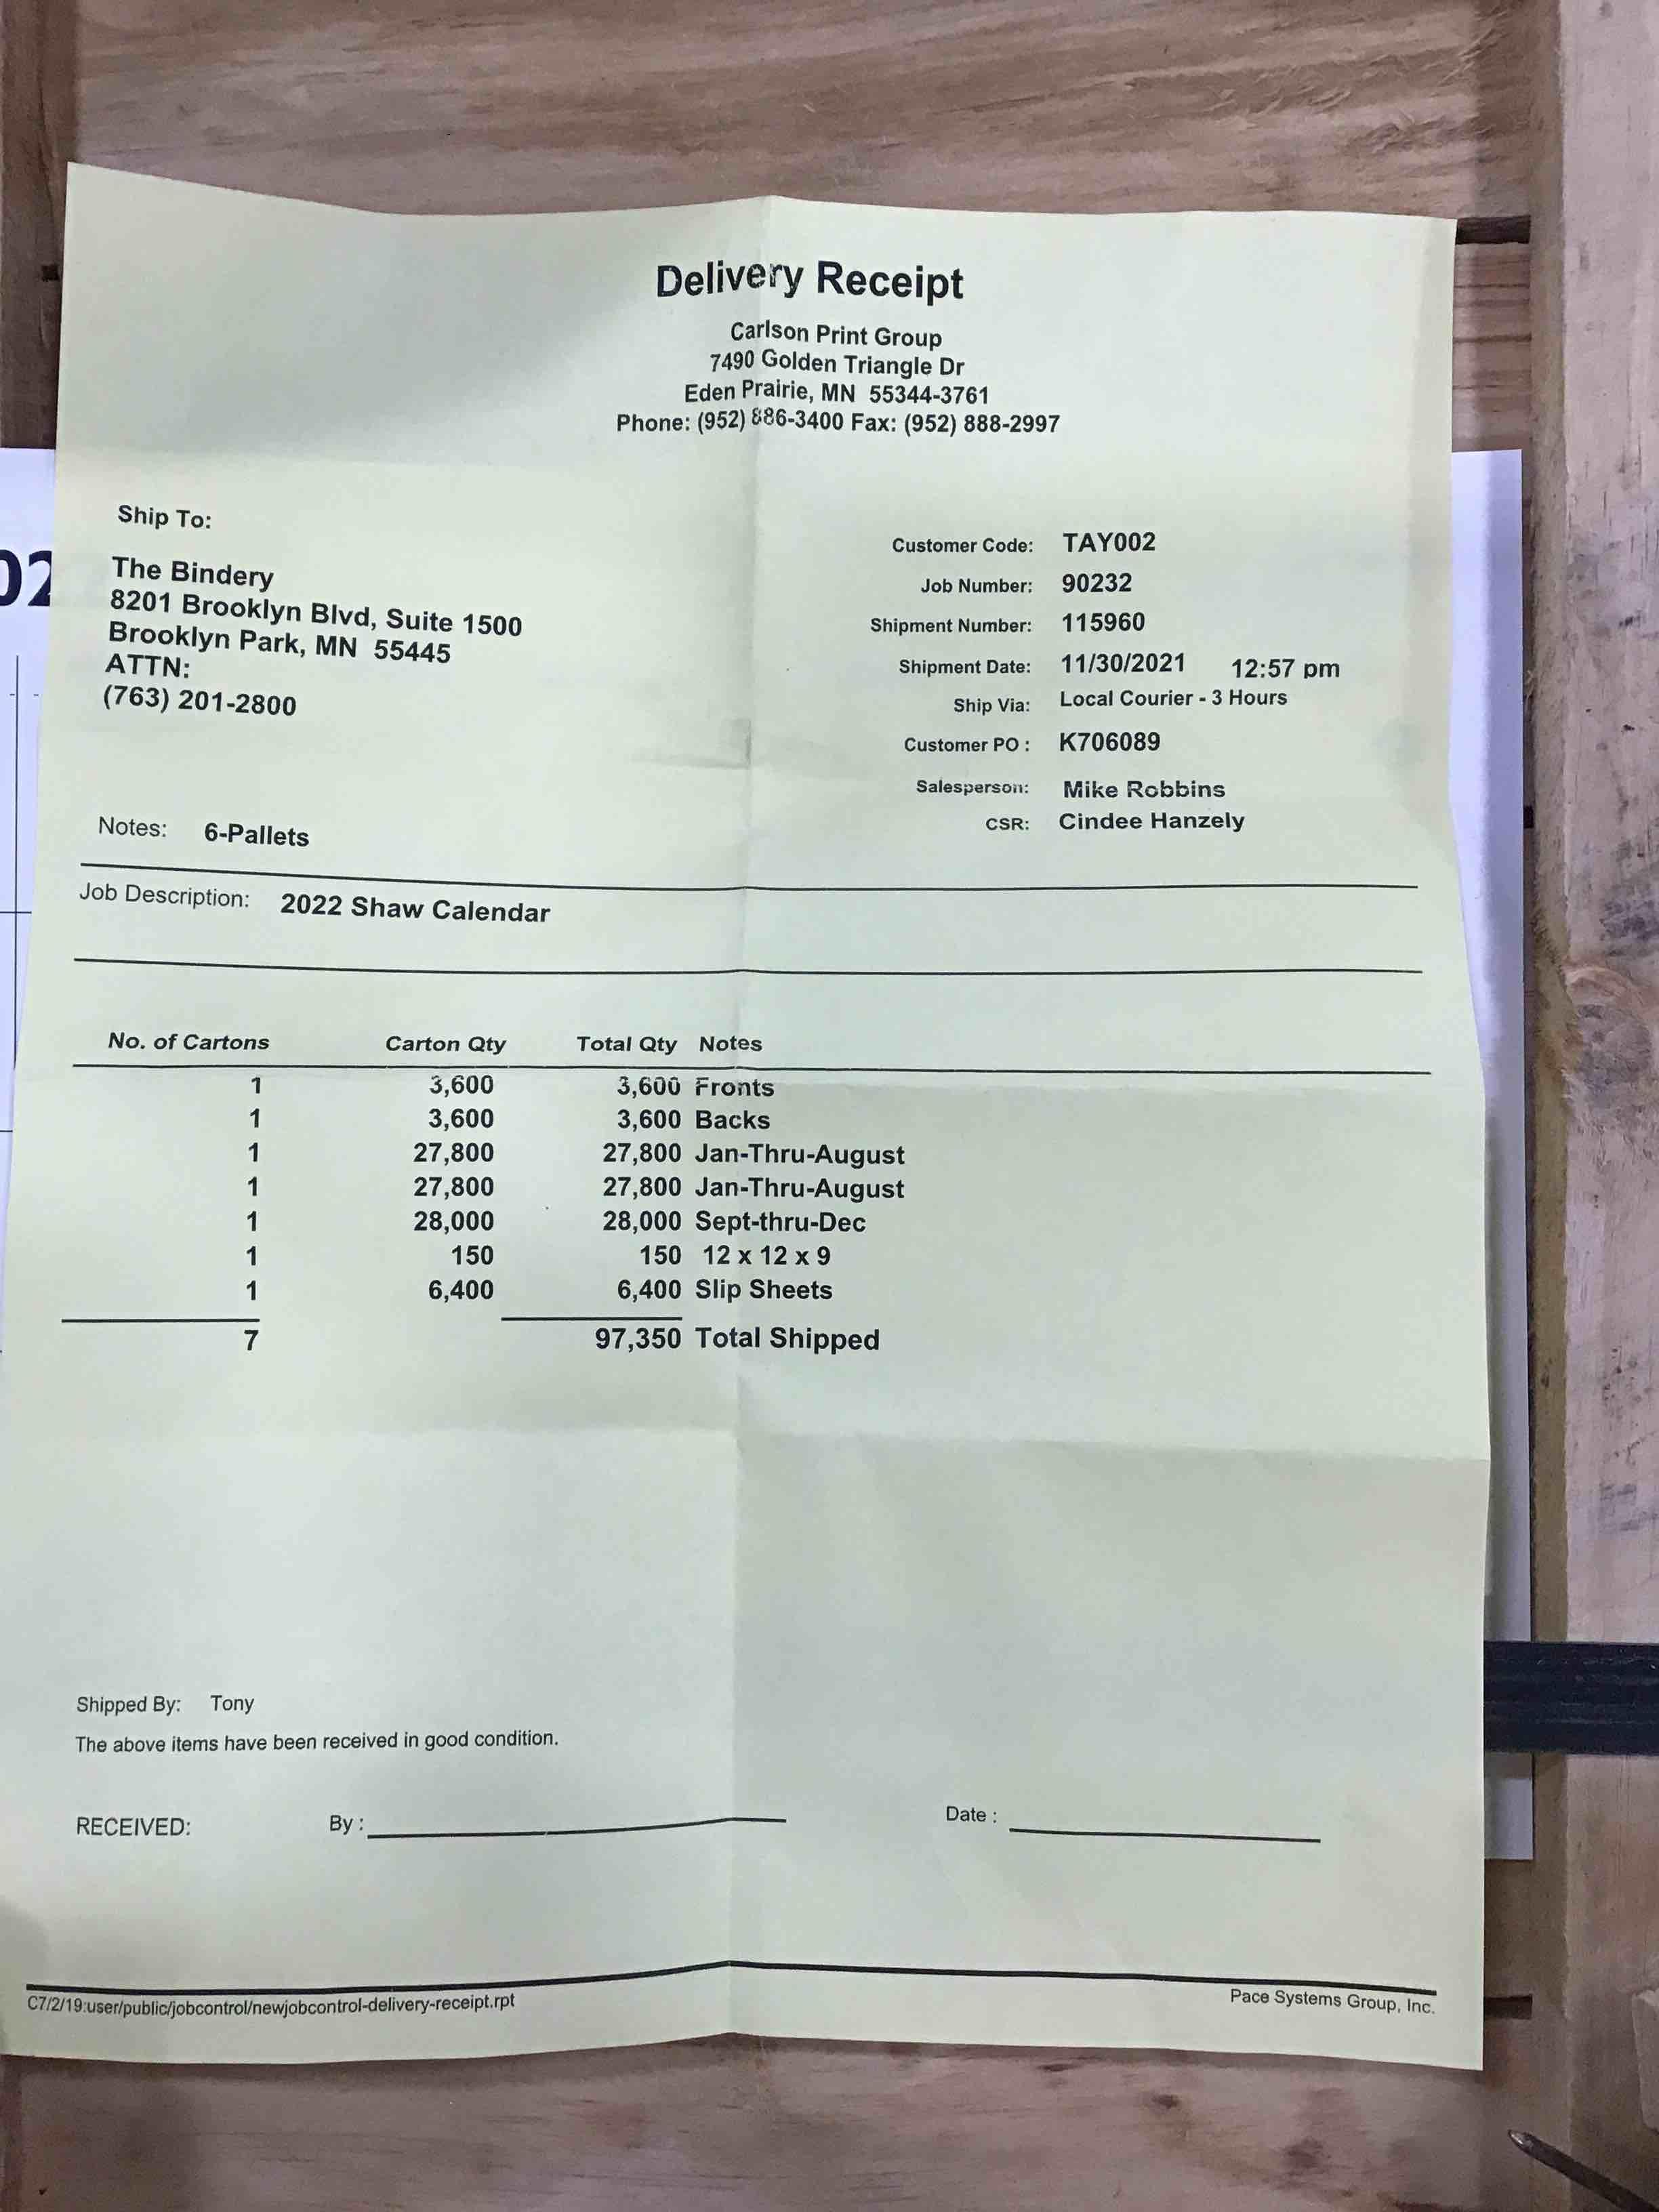 Delivery Receipt
Carlson Print Group
7490 Golden Triangle Dr
Eden Prairie, MN 55344-3761
Phone: (952) 886-3400 Fax: (952) 888-2997
Ship To:
The Bindery
8201 Brooklyn Blvd, Suite 1500
Brooklyn Park, MN 55445
ATTN:
(763) 201-2800
Customer Code: TAY002
Job Number: 90232
Shipment Number: 115960
Shipment Date: 11/30/2021 12:57 pm
Ship Via: Local Courier - 3 Hours
Customer PO : K706089
Salesperson: Mike Robbins
CSR: Cindee Hanzely
Notes: 6-Pallets
Job Description: 2022 Shaw Calendar
No. of Cartons Carton Qty Total Qty Notes
1 3,600 3,600 Fronts
1 3,600 3,600 Backs
1 27,800 27,800 Jan-Thru-August
1 27,800 27,800 Jan-Thru-August
1 28,000 28,000 Sept-thru-Dec
1 150 150 12 x 12 x 9
1 6,400 6,400 Slip Sheets
7 97,350 Total Shipped
Shipped By: Tony
The above items have been received in good condition.
RECEIVED: By : Date :
C7/2/19:user/public/jobcontrol/newjobcontrol-delivery-receipt.rpt Pace Systems Group, Inc.
02